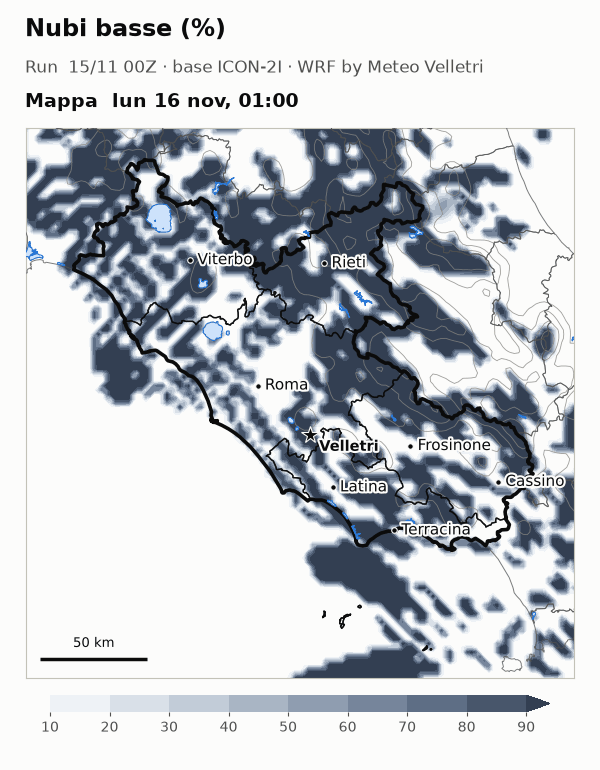 Nubi basse (%)
Run  15/11 00Z · base ICON-2I · WRF by Meteo Velletri
Mappa  lun 16 nov, 01:00
Viterbo
Rieti
Roma
Velletri
Frosinone
Cassino
Latina
Terracina
50 km
10 20 30 40 50 60 70 80 90